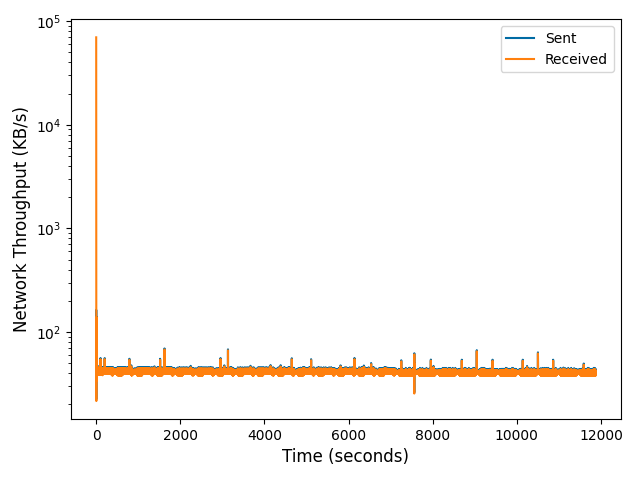 10^5
10^4
10^3
10^2
Network Throughput (KB/s)
Sent
Received
0 2000 4000 6000 8000 10000 12000
Time (seconds)